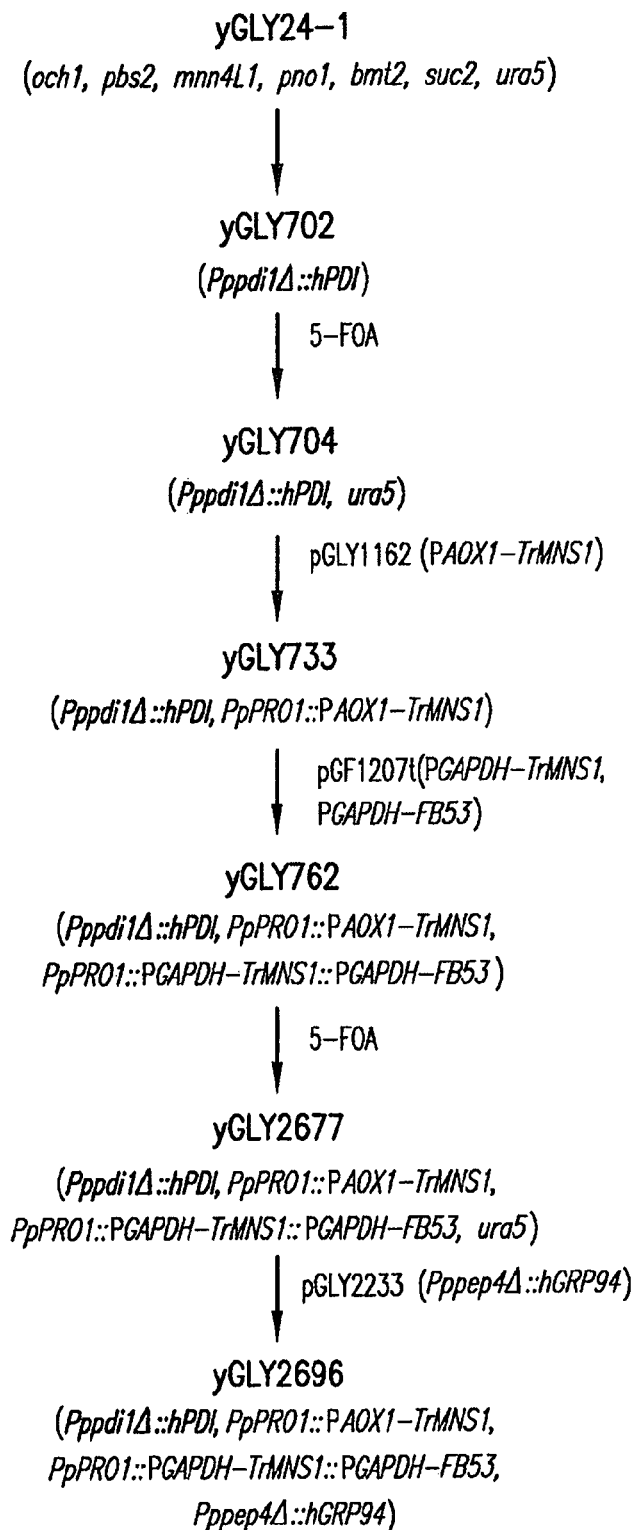 yGLY24-1
(och1, pbs2, mnn4L1, pno1, bmt2, suc2, ura5)
yGLY702
(Pppdi1Δ::hPDI)
5-FOA
yGLY704
(Pppdi1Δ::hPDI, ura5)
pGLY1162 (PAOX1-TrMNS1)
yGLY733
(Pppdi1Δ::hPDI, PpPRO1::PAOX1-TrMNS1)
pGF1207t(PGAPDH-TrMNS1,
PGAPDH-FB53)
yGLY762
(Pppdi1Δ::hPDI, PpPRO1::PAOX1-TrMNS1,
PpPRO1::PGAPDH-TrMNS1::PGAPDH-FB53)
5-FOA
yGLY2677
(Pppdi1Δ::hPDI, PpPRO1::PAOX1-TrMNS1,
PpPRO1::PGAPDH-TrMNS1::PGAPDH-FB53, ura5)
pGLY2233 (Pppep4Δ::hGRP94)
yGLY2696
(Pppdi1Δ::hPDI, PpPRO1::PAOX1-TrMNS1,
PpPRO1::PGAPDH-TrMNS1::PGAPDH-FB53,
Pppep4Δ::hGRP94)